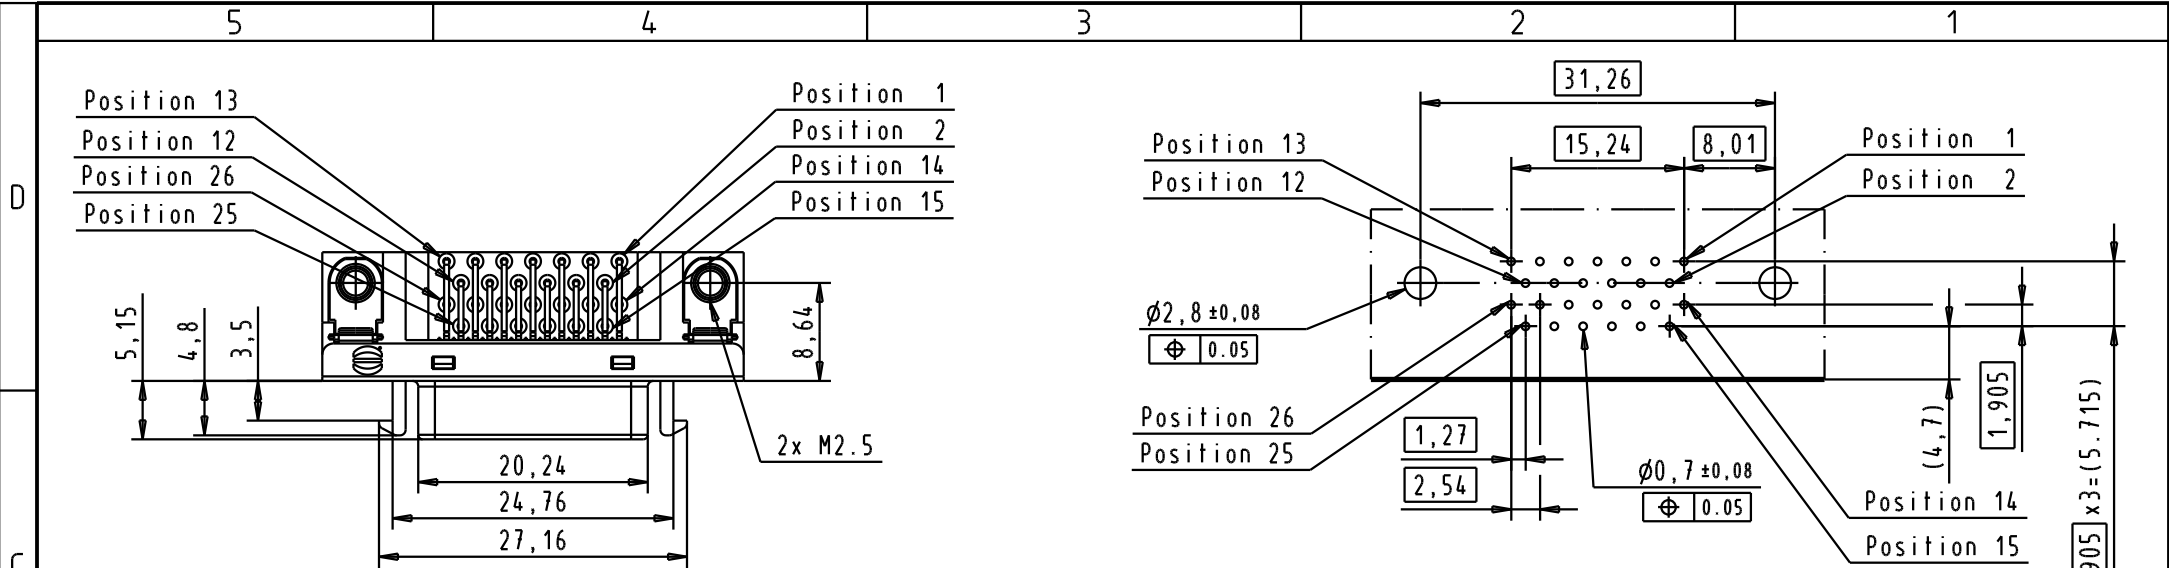 5 4 3 2 1
D
C
Position 13
Position 12
Position 26
Position 25
Position 1
Position 2
Position 14
Position 15
5,15
4,8
3,5
8,64
2x M2.5
20,24
24,76
27,16
31,26
15,24
8,01
Position 13
Position 12
Position 1
Position 2
Ø2,8 ±0,08
⌖ 0.05
Position 26
Position 25
1,27
2,54
Ø0,7 ±0,08
⌖ 0.05
(4,7)
1,905
905 x3=(5.715)
Position 14
Position 15